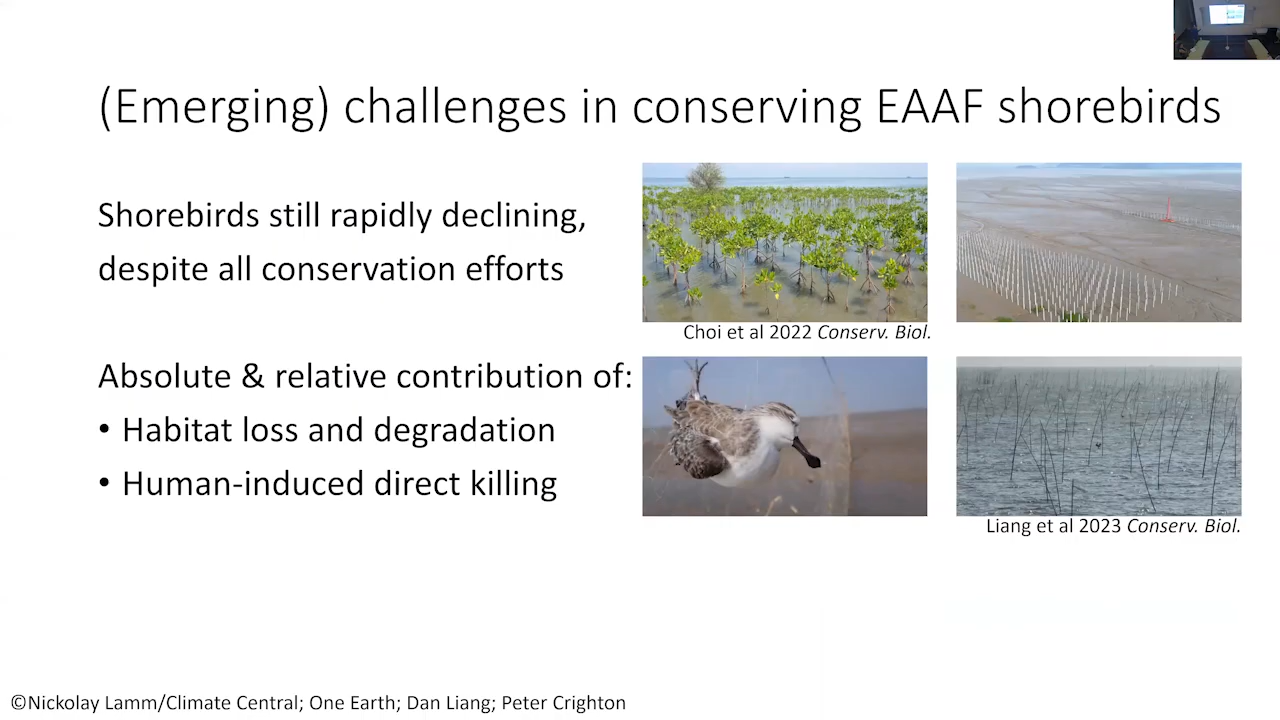 (Emerging) challenges in conserving EAAF shorebirds
Shorebirds still rapidly declining,
despite all conservation efforts
Absolute & relative contribution of:
• Habitat loss and degradation
• Human-induced direct killing
Choi et al 2022 Conserv. Biol.
Liang et al 2023 Conserv. Biol.
©Nickolay Lamm/Climate Central; One Earth; Dan Liang; Peter Crighton